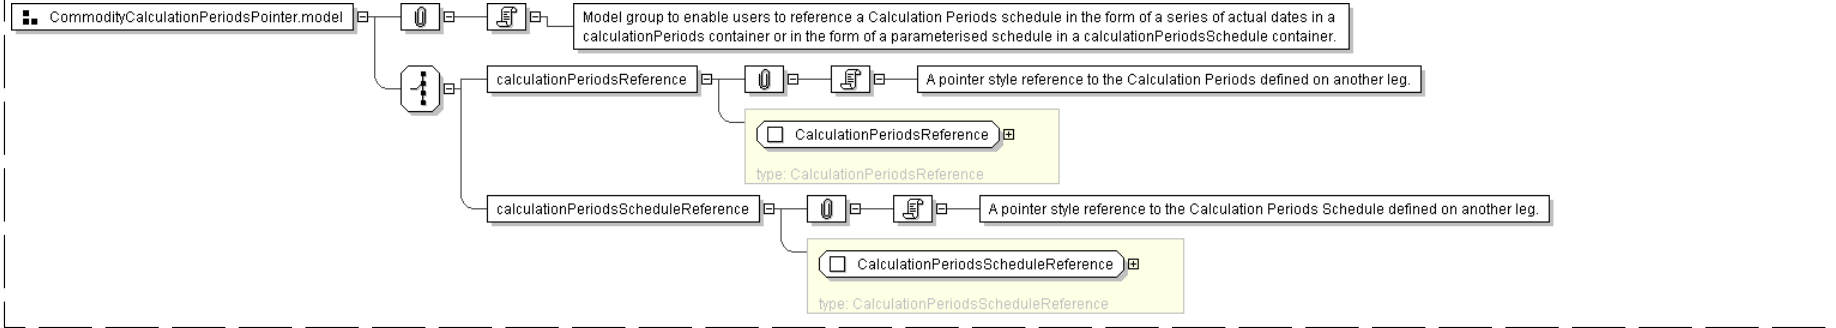 CommodityCalculationPeriodsPointer.model
Model group to enable users to reference a Calculation Periods schedule in the form of a series of actual dates in a
calculationPeriods container or in the form of a parameterised schedule in a calculationPeriodsSchedule container.
calculationPeriodsReference
A pointer style reference to the Calculation Periods defined on another leg.
CalculationPeriodsReference
type: CalculationPeriodsReference
calculationPeriodsScheduleReference
A pointer style reference to the Calculation Periods Schedule defined on another leg.
CalculationPeriodsScheduleReference
type: CalculationPeriodsScheduleReference